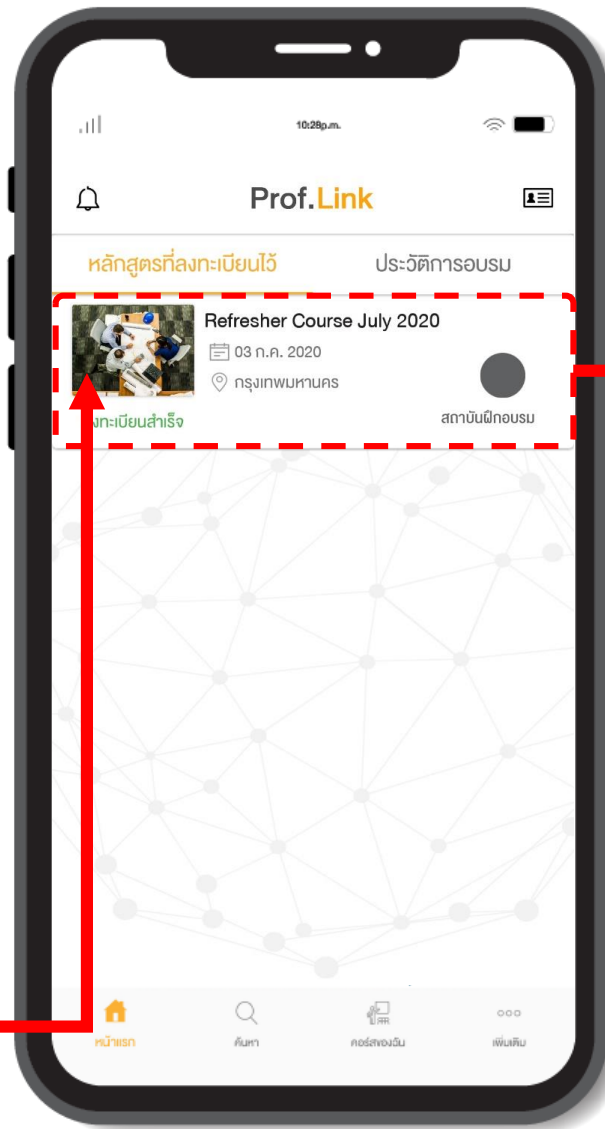 10:28p.m.
Prof.Link
หลักสูตรที่ลงทะเบียนไว้ ประวัติการอบรม
Refresher Course July 2020
03 ก.ค. 2020
กรุงเทพมหานคร
งทะเบียนสำเร็จ สถาบันฝึกอบรม
หน้าแรก ค้นหา คอร์สของฉัน เพิ่มเติม